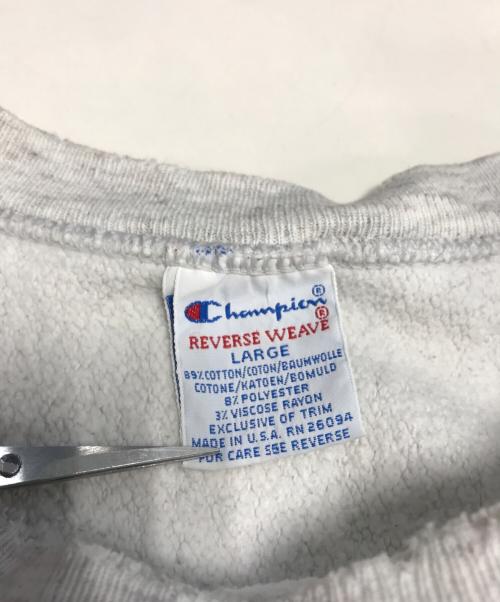 Champion®
REVERSE WEAVE®
LARGE
89% COTTON/COTON/BAUMWOLLE
COTONE/KATOEN/BOMULD
8% POLYESTER
3% VISCOSE RAYON
EXCLUSIVE OF TRIM
MADE IN U.S.A. RN 26094
FOR CARE SEE REVERSE